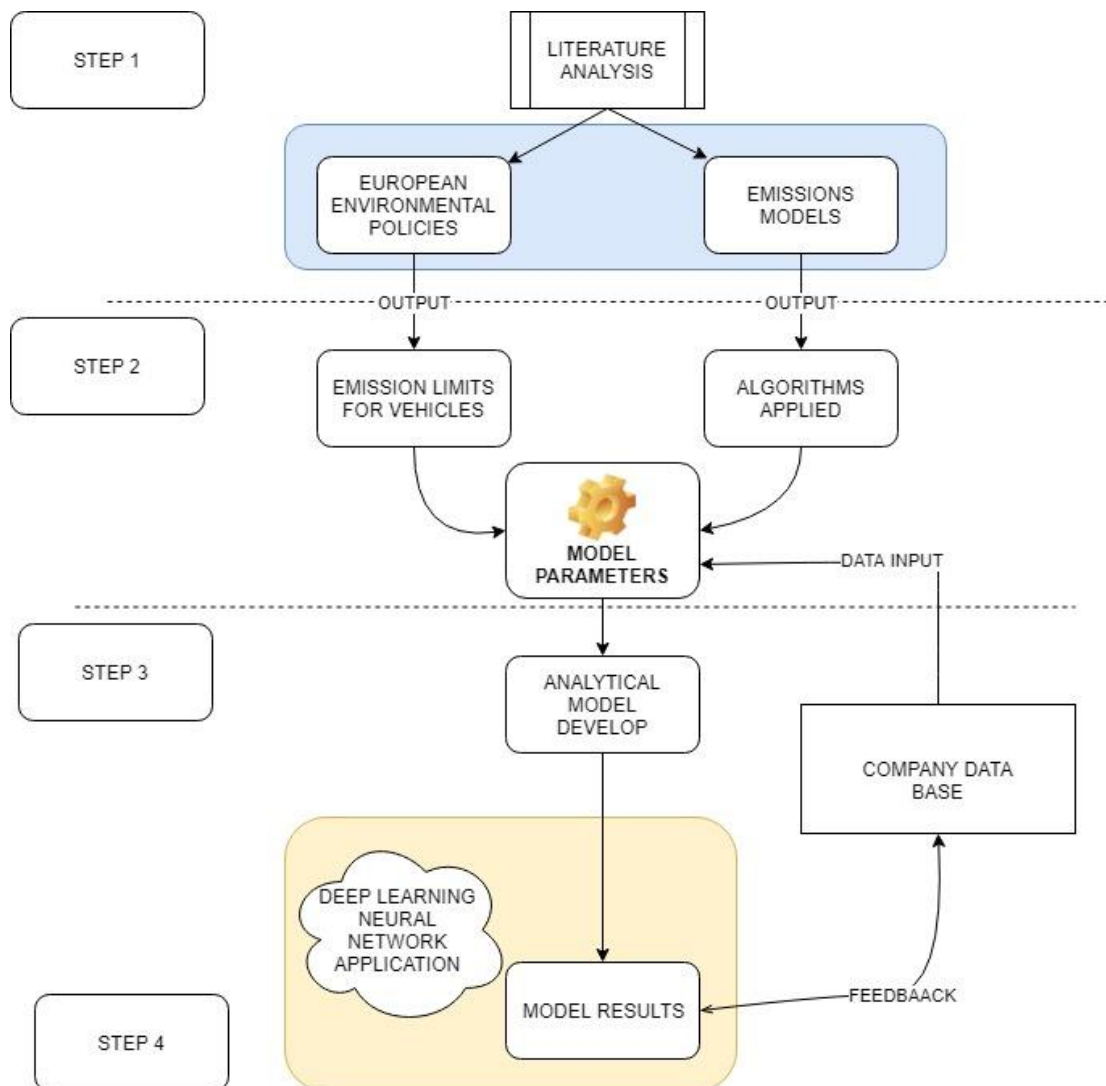 STEP 1
LITERATURE
ANALYSIS
EUROPEAN
ENVIRONMENTAL
POLICIES
EMISSIONS
MODELS
OUTPUT
OUTPUT
STEP 2
EMISSION LIMITS
FOR VEHICLES
ALGORITHMS
APPLIED
MODEL
PARAMETERS
DATA INPUT
STEP 3
ANALYTICAL
MODEL
DEVELOP
COMPANY DATA
BASE
DEEP LEARNING
NEURAL
NETWORK
APPLICATION
MODEL RESULTS
FEEDBAACK
STEP 4